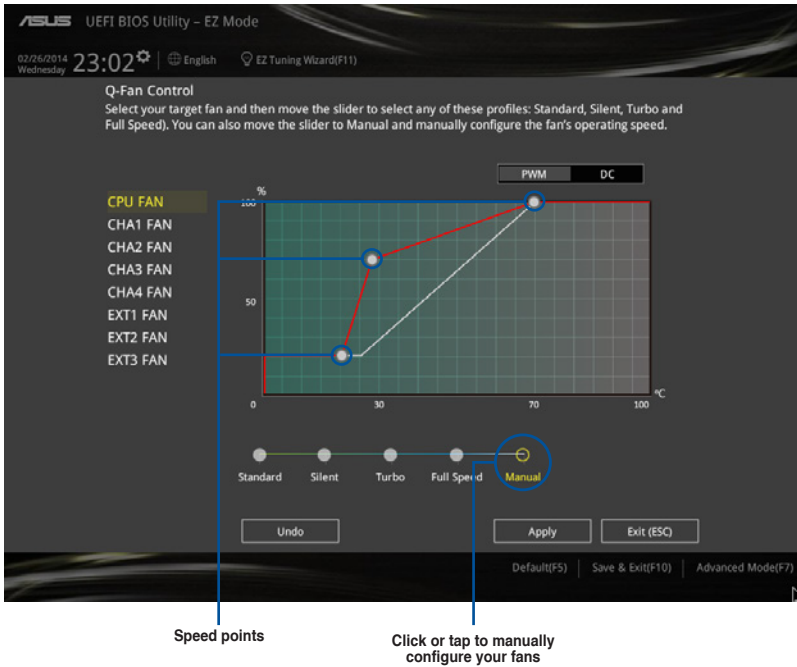 ASUS UEFI BIOS Utility – EZ Mode
02/26/2014
Wednesday
23:02
English
EZ Tuning Wizard(F11)
Q-Fan Control
Select your target fan and then move the slider to select any of these profiles: Standard, Silent, Turbo and
Full Speed). You can also move the slider to Manual and manually configure the fan's operating speed.
PWM DC
CPU FAN
CHA1 FAN
CHA2 FAN
CHA3 FAN
CHA4 FAN
EXT1 FAN
EXT2 FAN
EXT3 FAN
%
100
50
0 30 70 100
°C
Standard Silent Turbo Full Speed Manual
Undo Apply Exit (ESC)
Default(F5) Save & Exit(F10) Advanced Mode(F7)
Speed points
Click or tap to manually
configure your fans